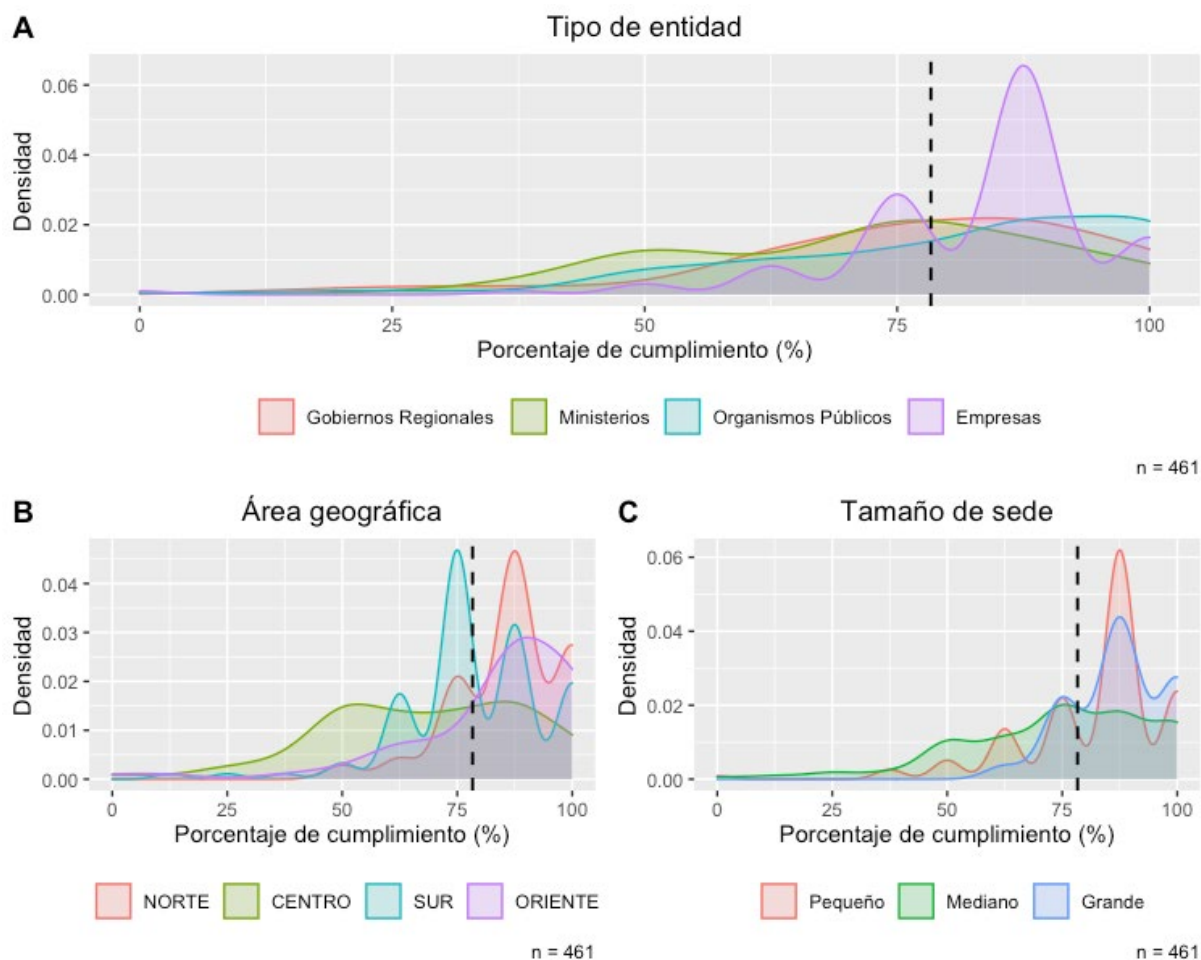 A
Tipo de entidad
0.06
0.04
0.02
0.00
Densidad
0 25 50 75 100
Porcentaje de cumplimiento (%)
Gobiernos Regionales Ministerios Organismos Públicos Empresas
n = 461
B
Área geográfica
0.04
0.03
0.02
0.01
0.00
Densidad
0 25 50 75 100
Porcentaje de cumplimiento (%)
NORTE CENTRO SUR ORIENTE
n = 461
C
Tamaño de sede
0.06
0.04
0.02
0.00
Densidad
0 25 50 75 100
Porcentaje de cumplimiento (%)
Pequeño Mediano Grande
n = 461